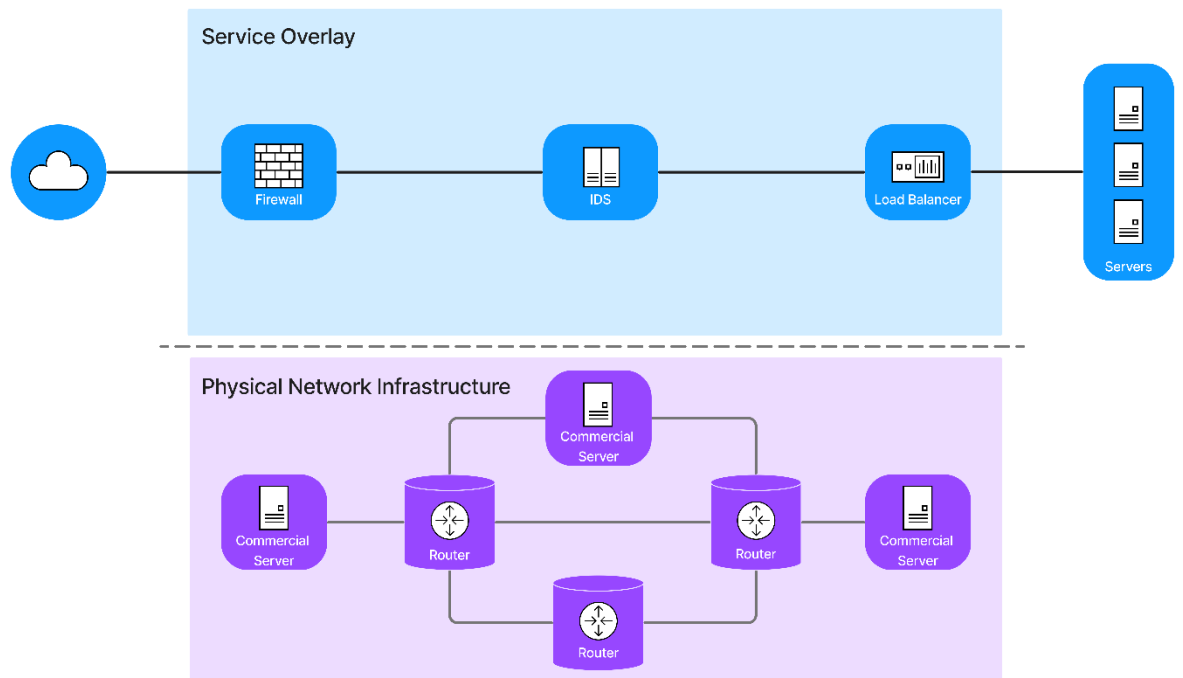 Service Overlay
Firewall
IDS
Load Balancer
Servers
Physical Network Infrastructure
Commercial
Server
Commercial
Server
Router
Router
Commercial
Server
Router